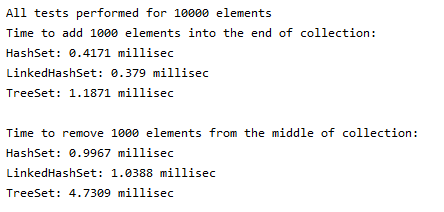 All tests performed for 10000 elements
Time to add 1000 elements into the end of collection:
HashSet: 0.4171 millisec
LinkedHashSet: 0.379 millisec
TreeSet: 1.1871 millisec

Time to remove 1000 elements from the middle of collection:
HashSet: 0.9967 millisec
LinkedHashSet: 1.0388 millisec
TreeSet: 4.7309 millisec